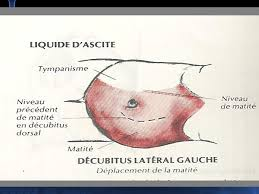 LIQUIDE D'ASCITE
Tympanisme
Niveau
précédent
de matité
en décubitus
dorsal
Niveau
de matité
Matité
DÉCUBITUS LATÉRAL GAUCHE
Déplacement de la matité